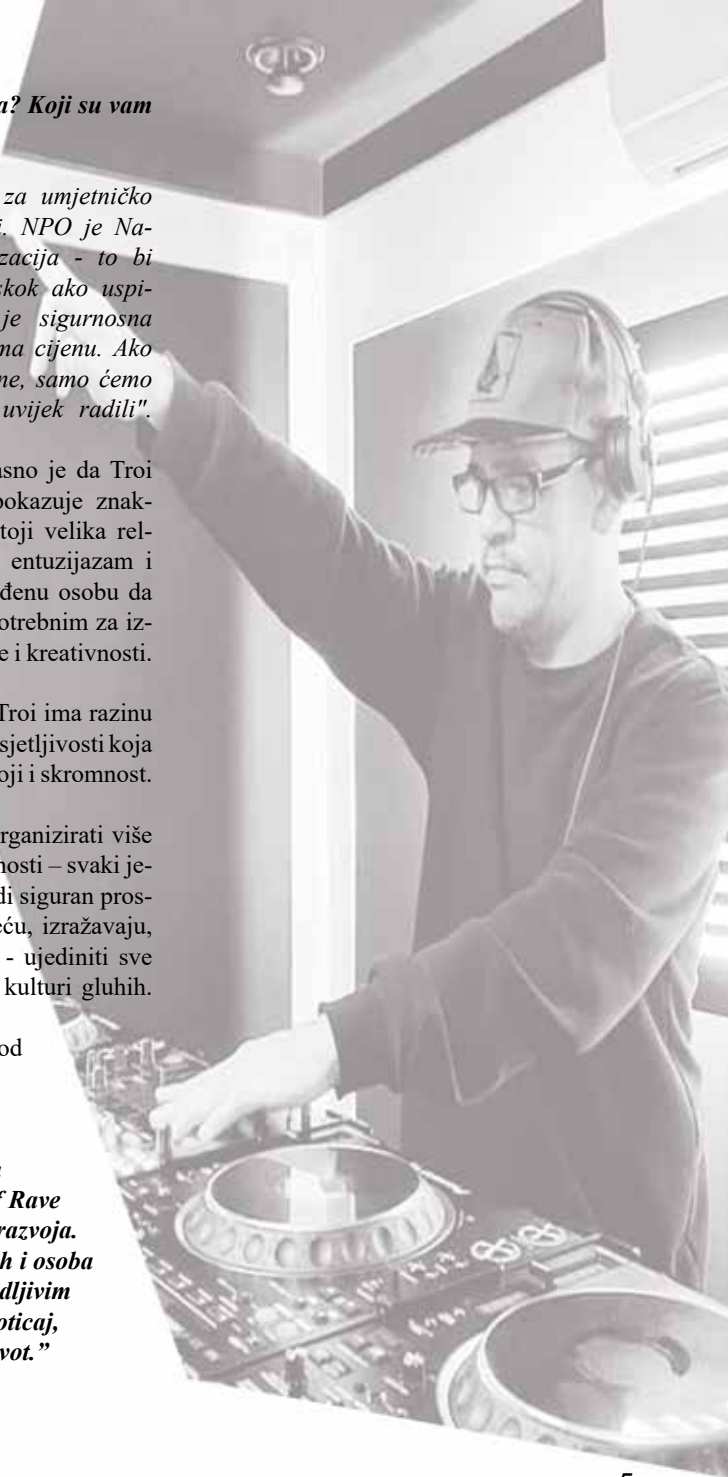 a? Koji su vam
za umjetničko
i. NPO je Na-
zacija - to bi
skok ako uspi-
je sigurnosna
ma cijenu. Ako
ne, samo ćemo
uvijek radili".
asno je da Troi
pokazuje znak-
toji velika rel-
entuzijazam i
đenu osobu da
otrebnim za iz-
e i kreativnosti.
Troi ima razinu
sjetljivosti koja
oji i skromnost.
rganizirati više
nosti – svaki je-
di siguran pros-
eću, izražavaju,
- ujediniti sve
kulturi gluhih.
od
f Rave
razvoja.
h i osoba
dljivim
oticaj,
vot.”
5